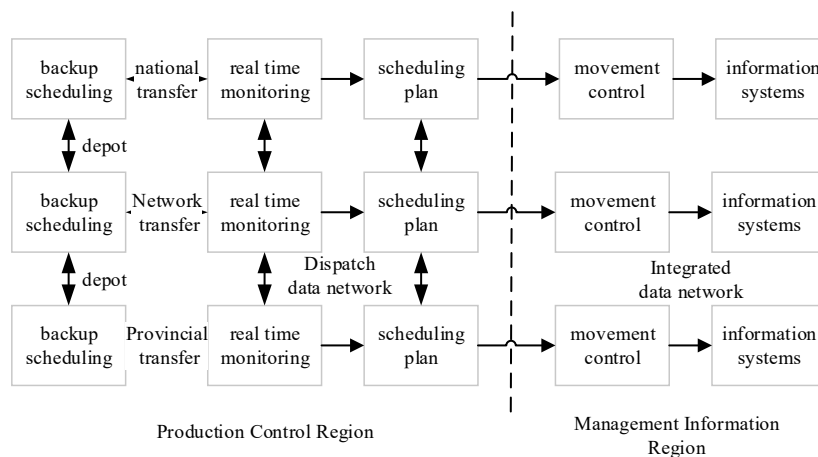 backup
scheduling
national
transfer
real time
monitoring
scheduling
plan
movement
control
information
systems
depot
backup
scheduling
Network
transfer
real time
monitoring
scheduling
plan
movement
control
information
systems
depot
Dispatch
data network
Integrated
data network
backup
scheduling
Provincial
transfer
real time
monitoring
scheduling
plan
movement
control
information
systems
Production Control Region
Management Information
Region